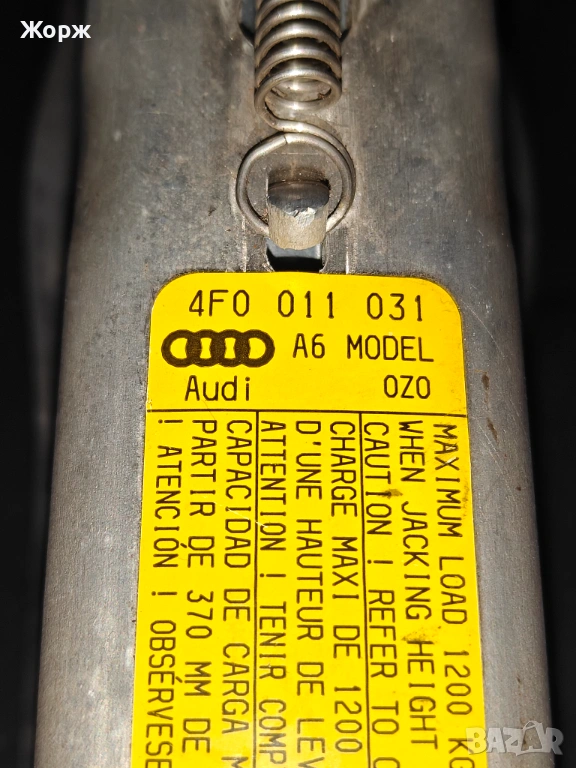 Жорж
4F0 011 031
A6 MODEL
Audi 0Z0
MAXIMUM LOAD 1200 KG
WHEN JACKING HEIGHT
CAUTION ! REFER TO
CHARGE MAXI DE 1200
D'UNE HAUTEUR DE LEV
ATTENTION ! TENIR COMP
CAPACIDAD DE CARGA M
PARTIR DE 370 MM DE
! ATENCIÓN ! OBSÉRVESE
BAZAR